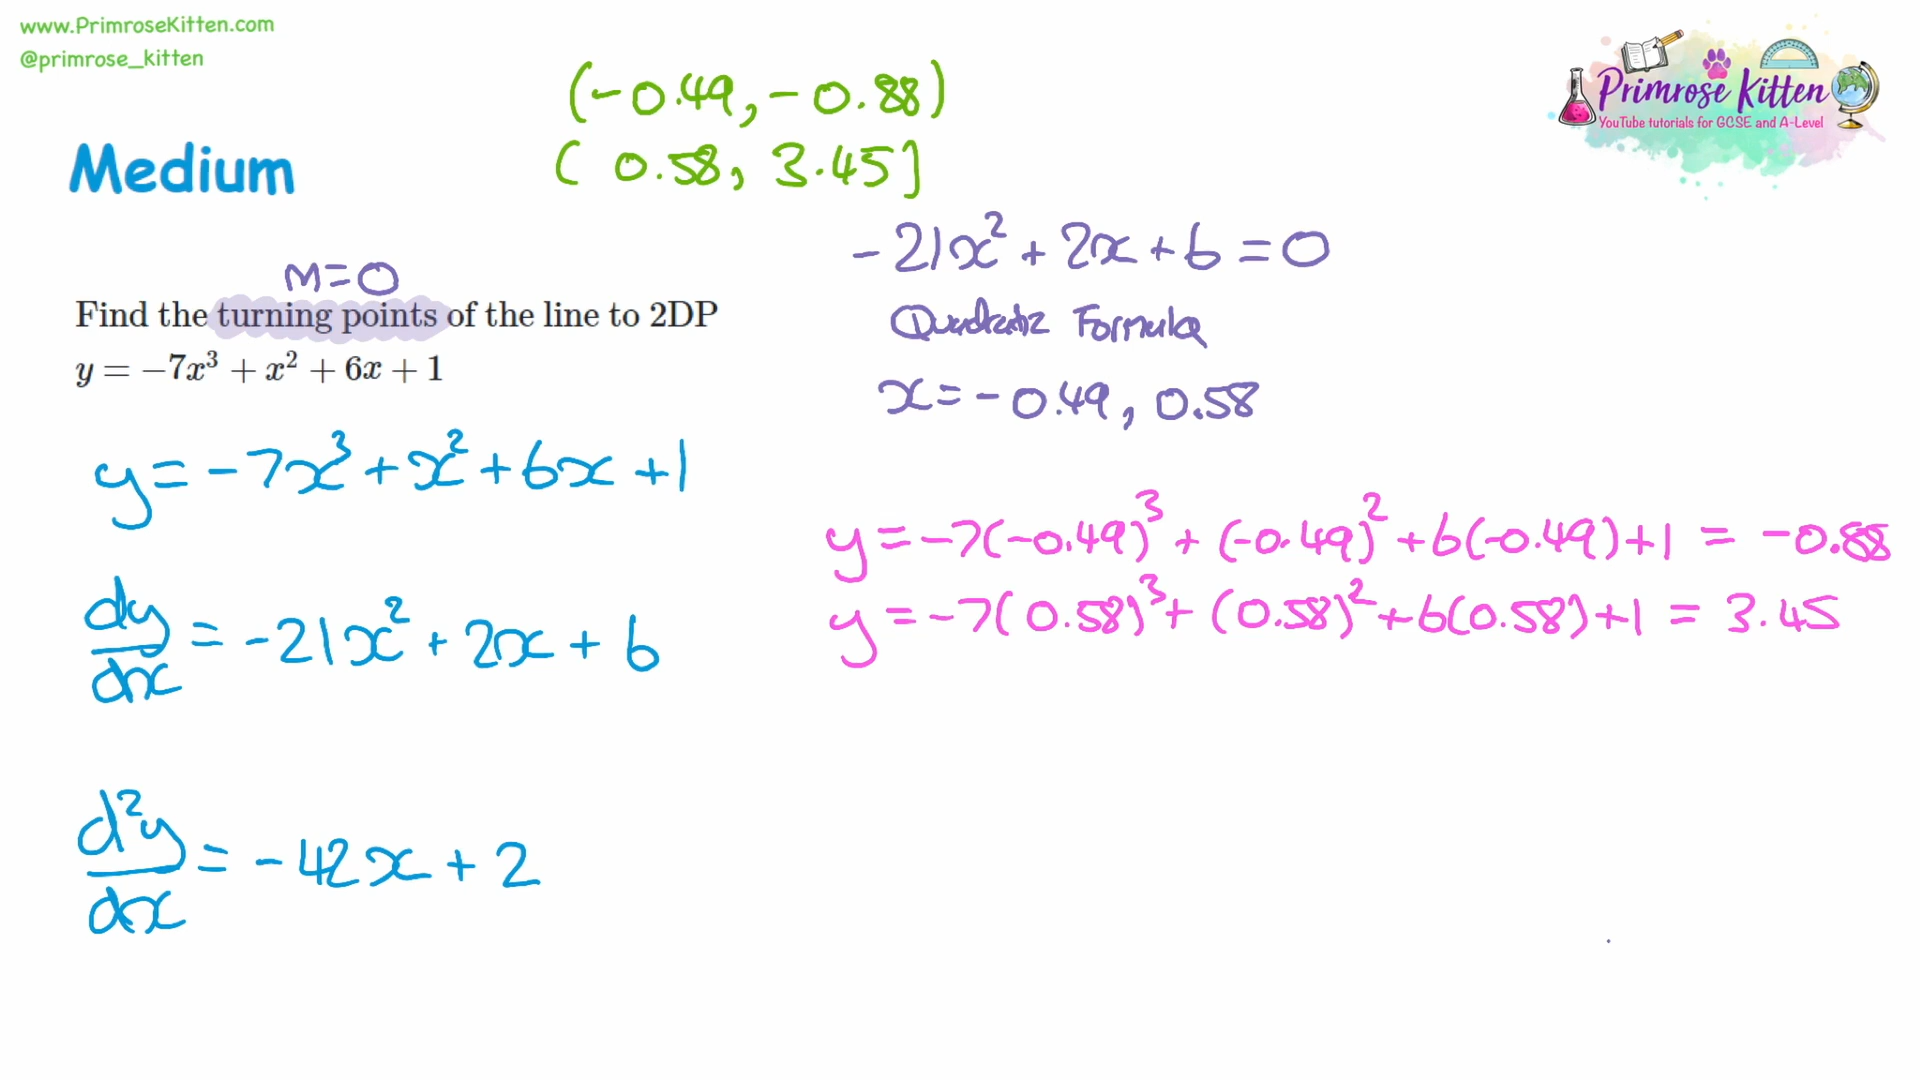 www.PrimroseKitten.com
@primrose_kitten
Primrose Kitten
YouTube tutorials for GCSE and A-Level
(-0.49, -0.88)
(0.58, 3.45]
Medium
m=0
Find the turning points of the line to 2DP
y = −7x³ + x² + 6x + 1
y = -7x³ + x² + 6x + 1
dy/dx = -21x² + 2x + 6
d²y/dx = -42x + 2
-21x² + 2x + 6 = 0
Quadratic Formula
x = -0.49, 0.58
y = -7(-0.49)³ + (-0.49)² + 6(-0.49) + 1 = -0.88
y = -7(0.58)³ + (0.58)² + 6(0.58) + 1 = 3.45